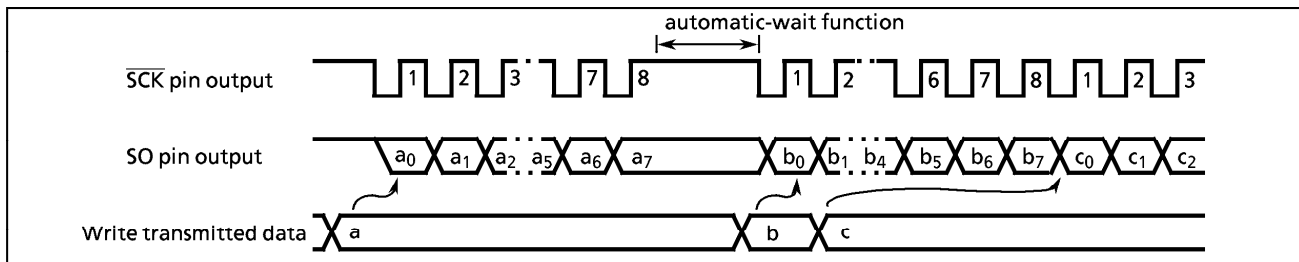 automatic-wait function
SCK pin output 1 2 3 7 8 1 2 6 7 8 1 2 3
SO pin output a0 a1 a2 a5 a6 a7 b0 b1 b4 b5 b6 b7 c0 c1 c2
Write transmitted data a b c